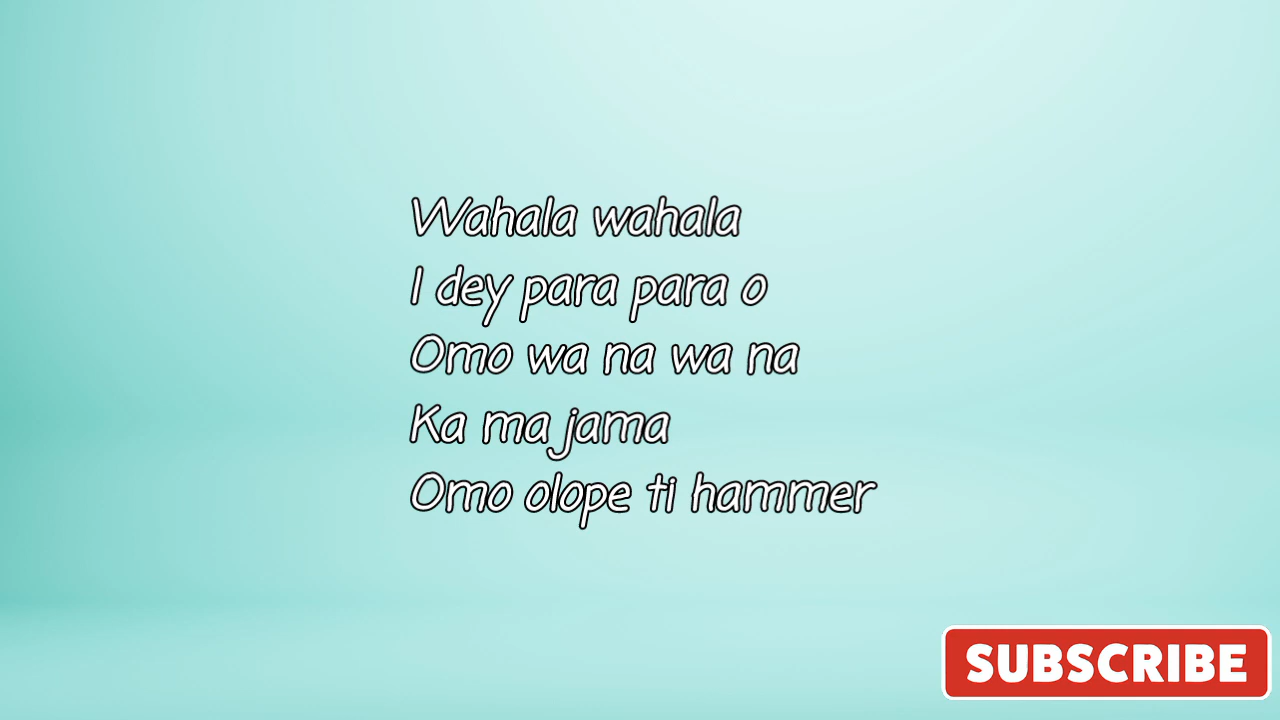 Wahala wahala
I dey para para o
Omo wa na wa na
Ka ma jama
Omo olope ti hammer
SUBSCRIBE